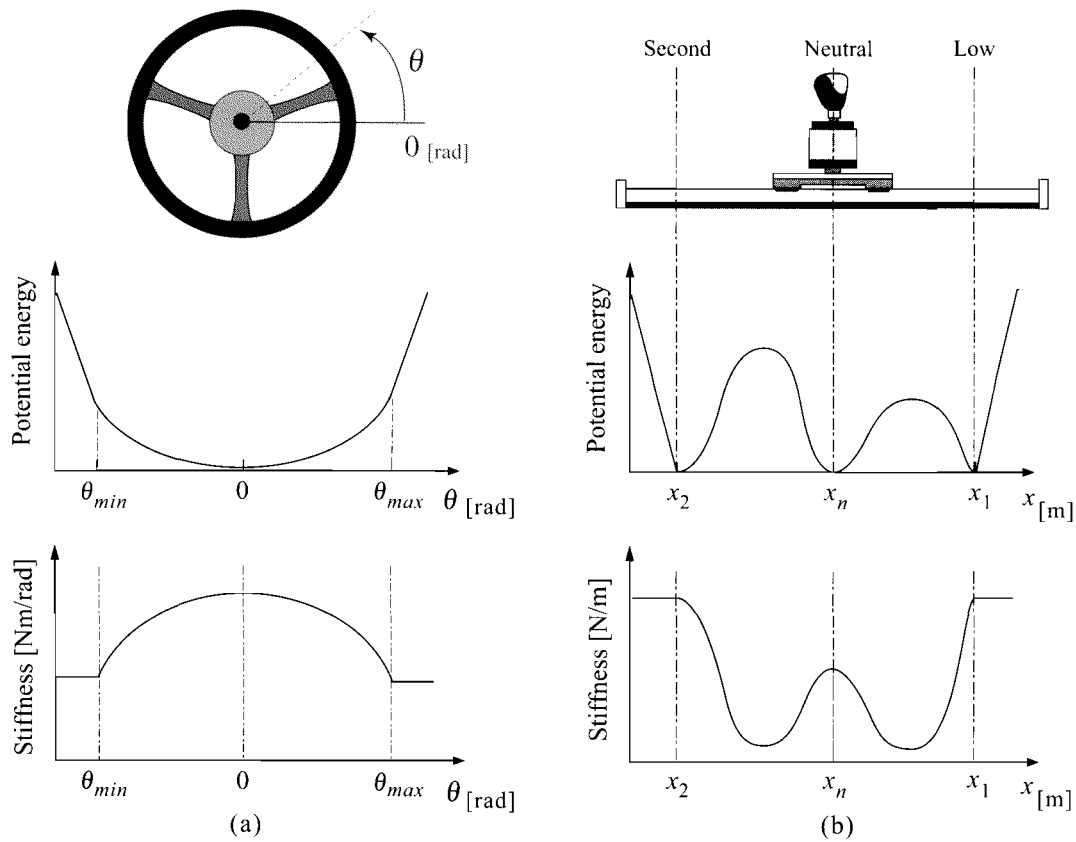 θ
0 [rad]
Second Neutral Low
Potential energy
θmin 0 θmax θ [rad]
Potential energy
x2 xn x1 x [m]
Stiffness [Nm/rad]
θmin 0 θmax θ [rad]
(a)
Stiffness [N/m]
x2 xn x1 x [m]
(b)